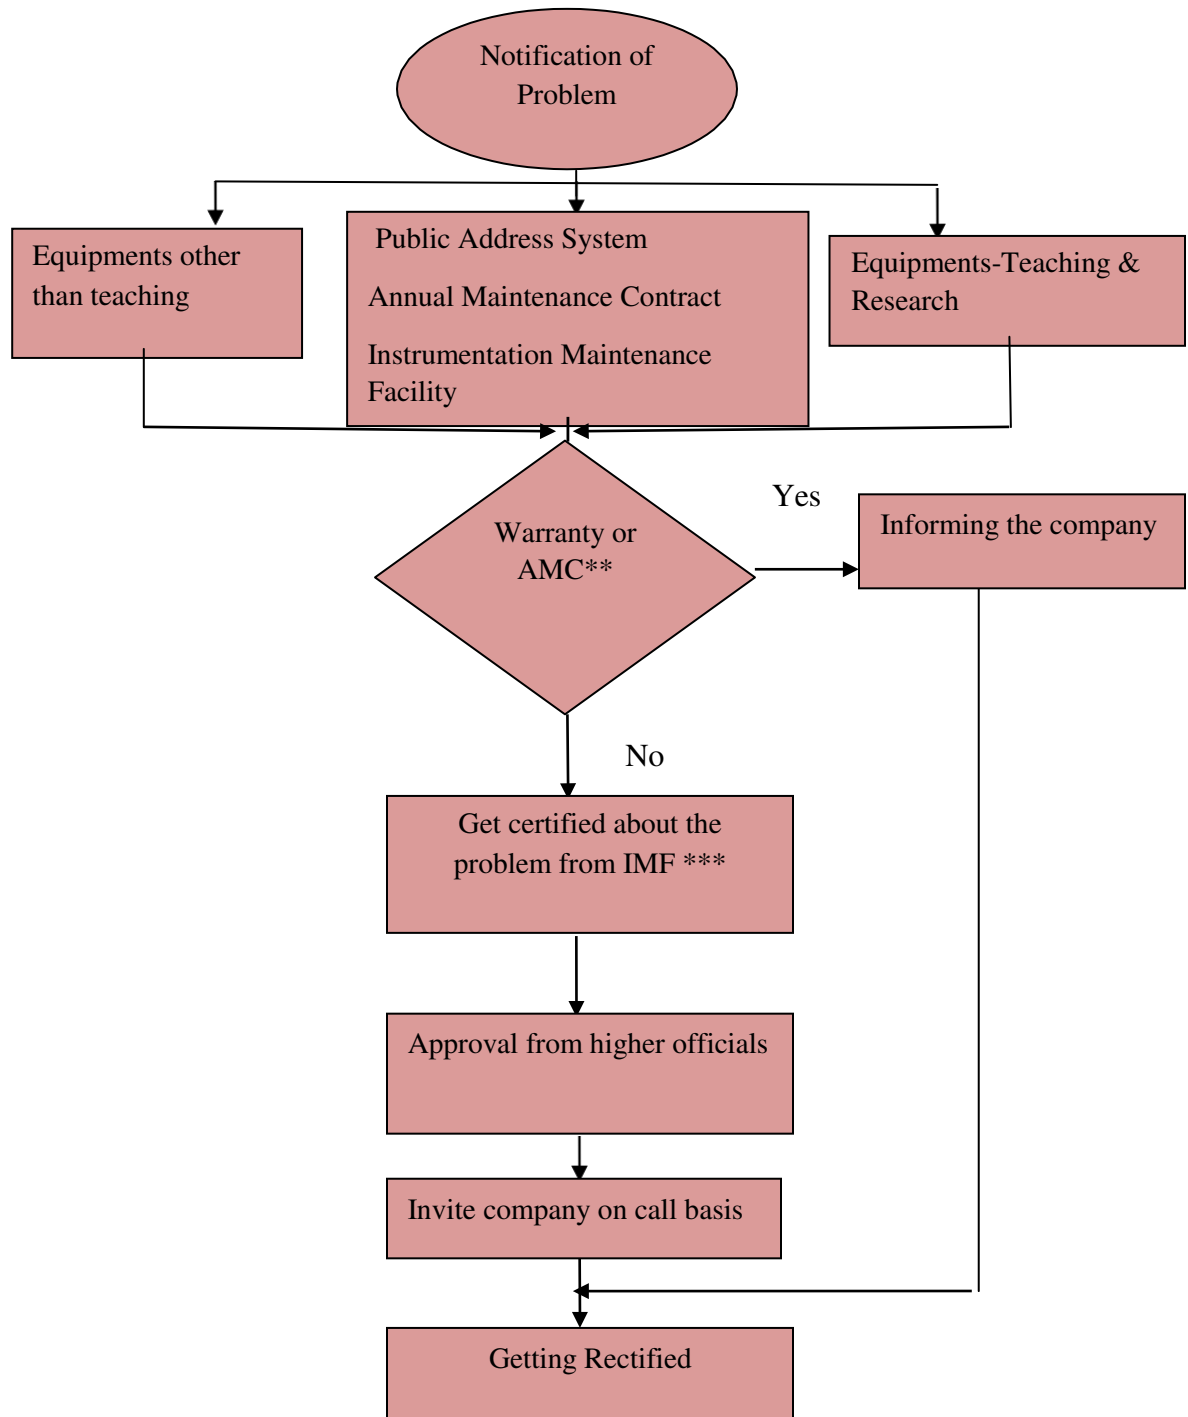 Notification of
Problem
Equipments other
than teaching
Public Address System
Annual Maintenance Contract
Instrumentation Maintenance
Facility
Equipments-Teaching &
Research
Warranty or
AMC**
Yes
Informing the company
No
Get certified about the
problem from IMF ***
Approval from higher officials
Invite company on call basis
Getting Rectified